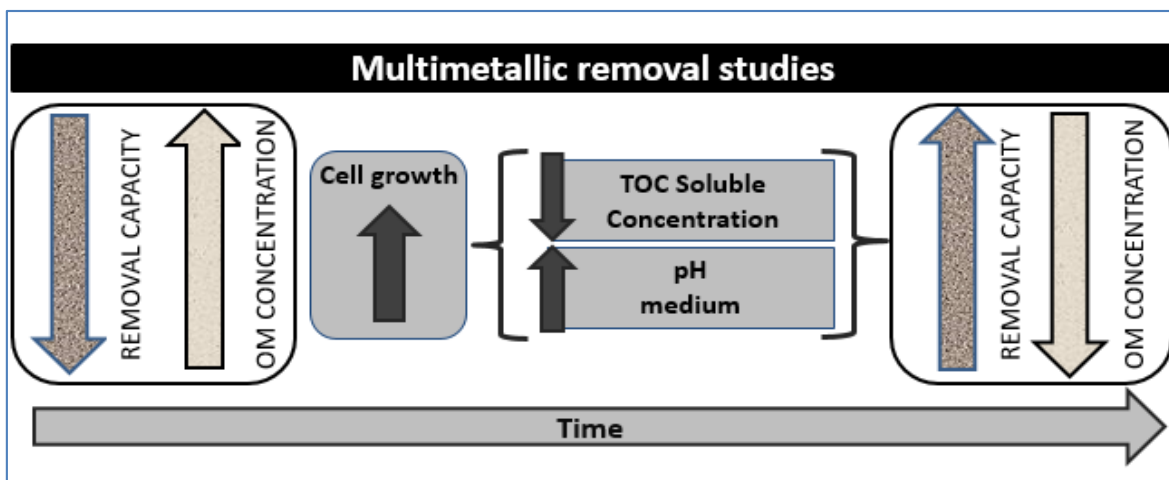 Multimetallic removal studies
REMOVAL CAPACITY
OM CONCENTRATION
Cell growth
TOC Soluble
Concentration
pH
medium
REMOVAL CAPACITY
OM CONCENTRATION
Time